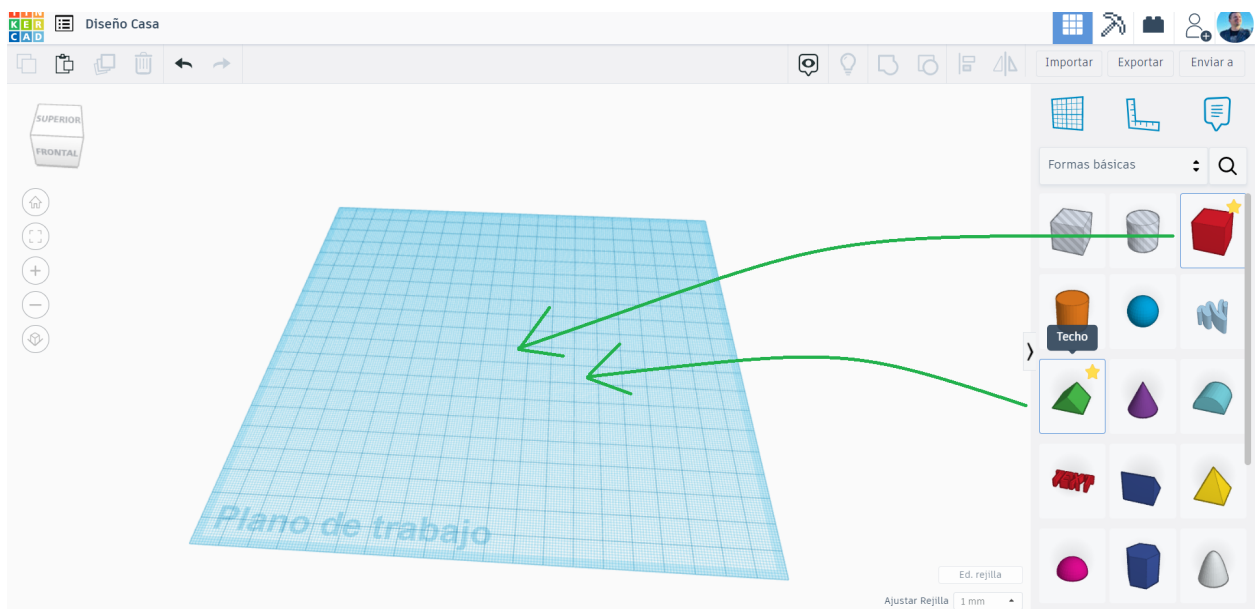 TIN
KER
CAD
Diseño Casa
Importar
Exportar
Enviar a
SUPERIOR
FRONTAL
Formas básicas
Techo
TEXT
Plano de trabajo
Ed. rejilla
Ajustar Rejilla
1 mm